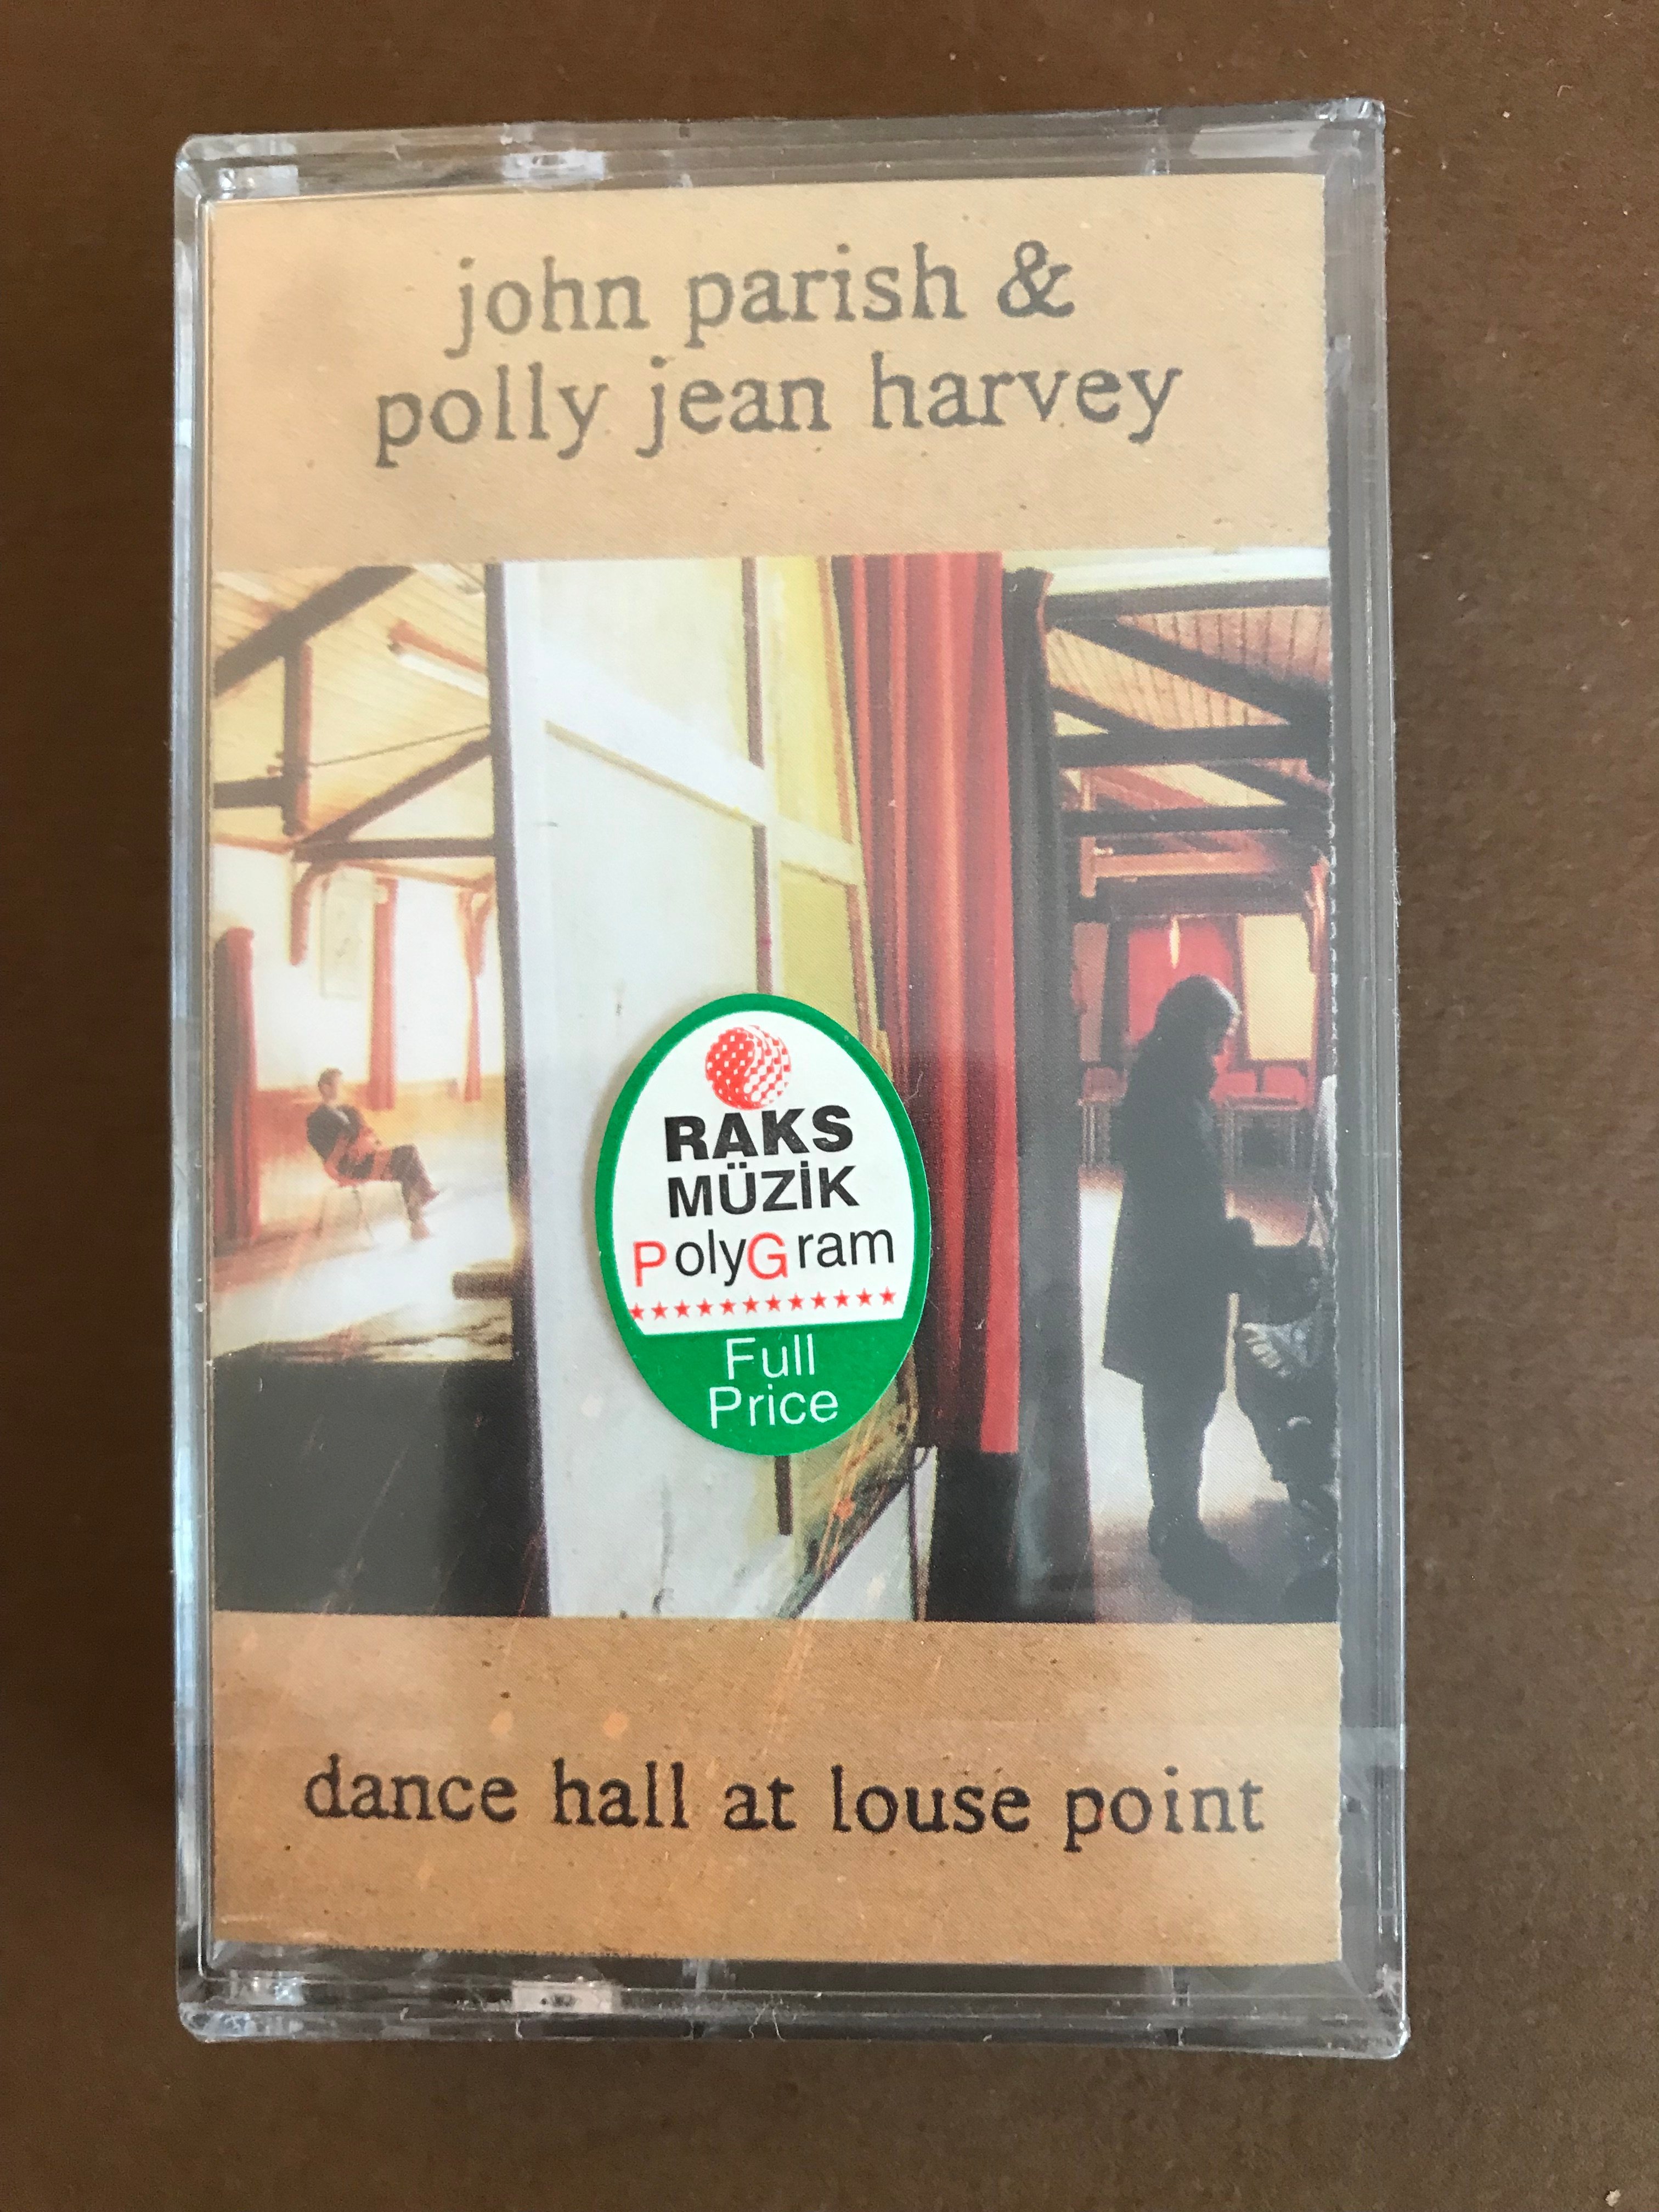 john parish &
polly jean harvey
RAKS
MÜZİK
PolyGram
Full
Price
dance hall at louse point